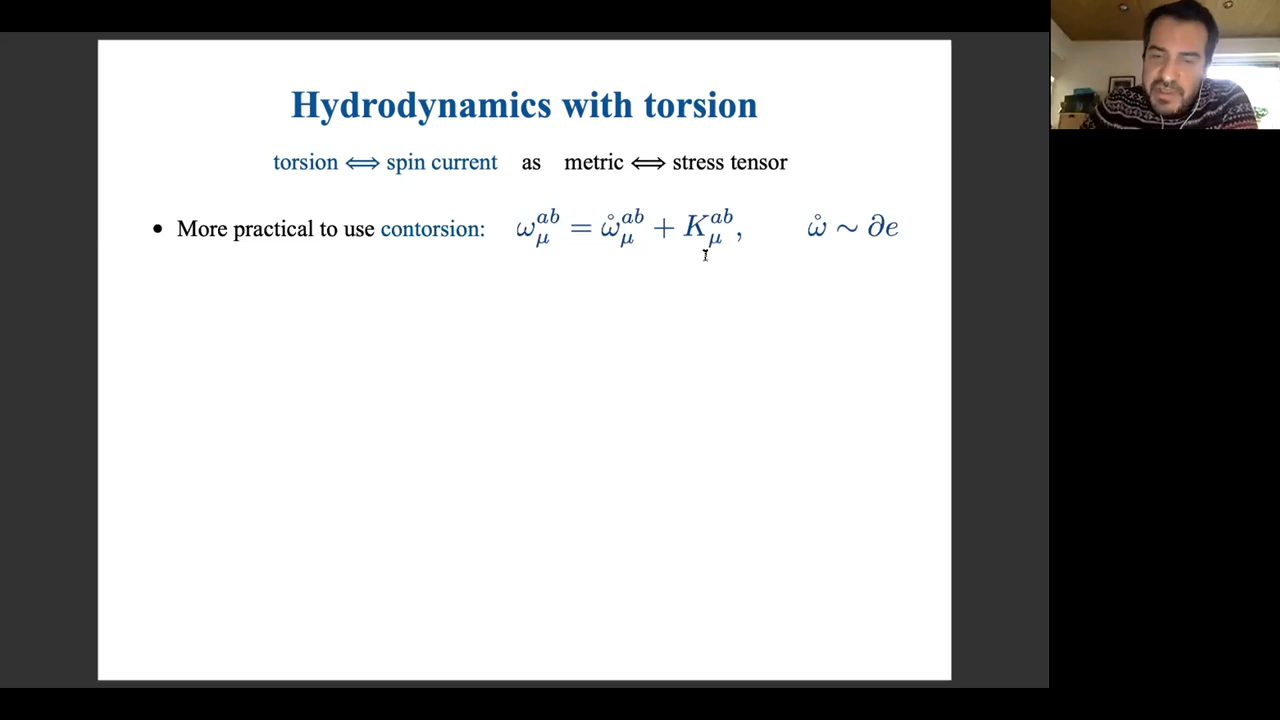 Hydrodynamics with torsion
torsion ⟺ spin current as metric ⟺ stress tensor
• More practical to use contorsion: ω_μ^{ab} = ω̊_μ^{ab} + K_μ^{ab}, ω̊ ∼ ∂e